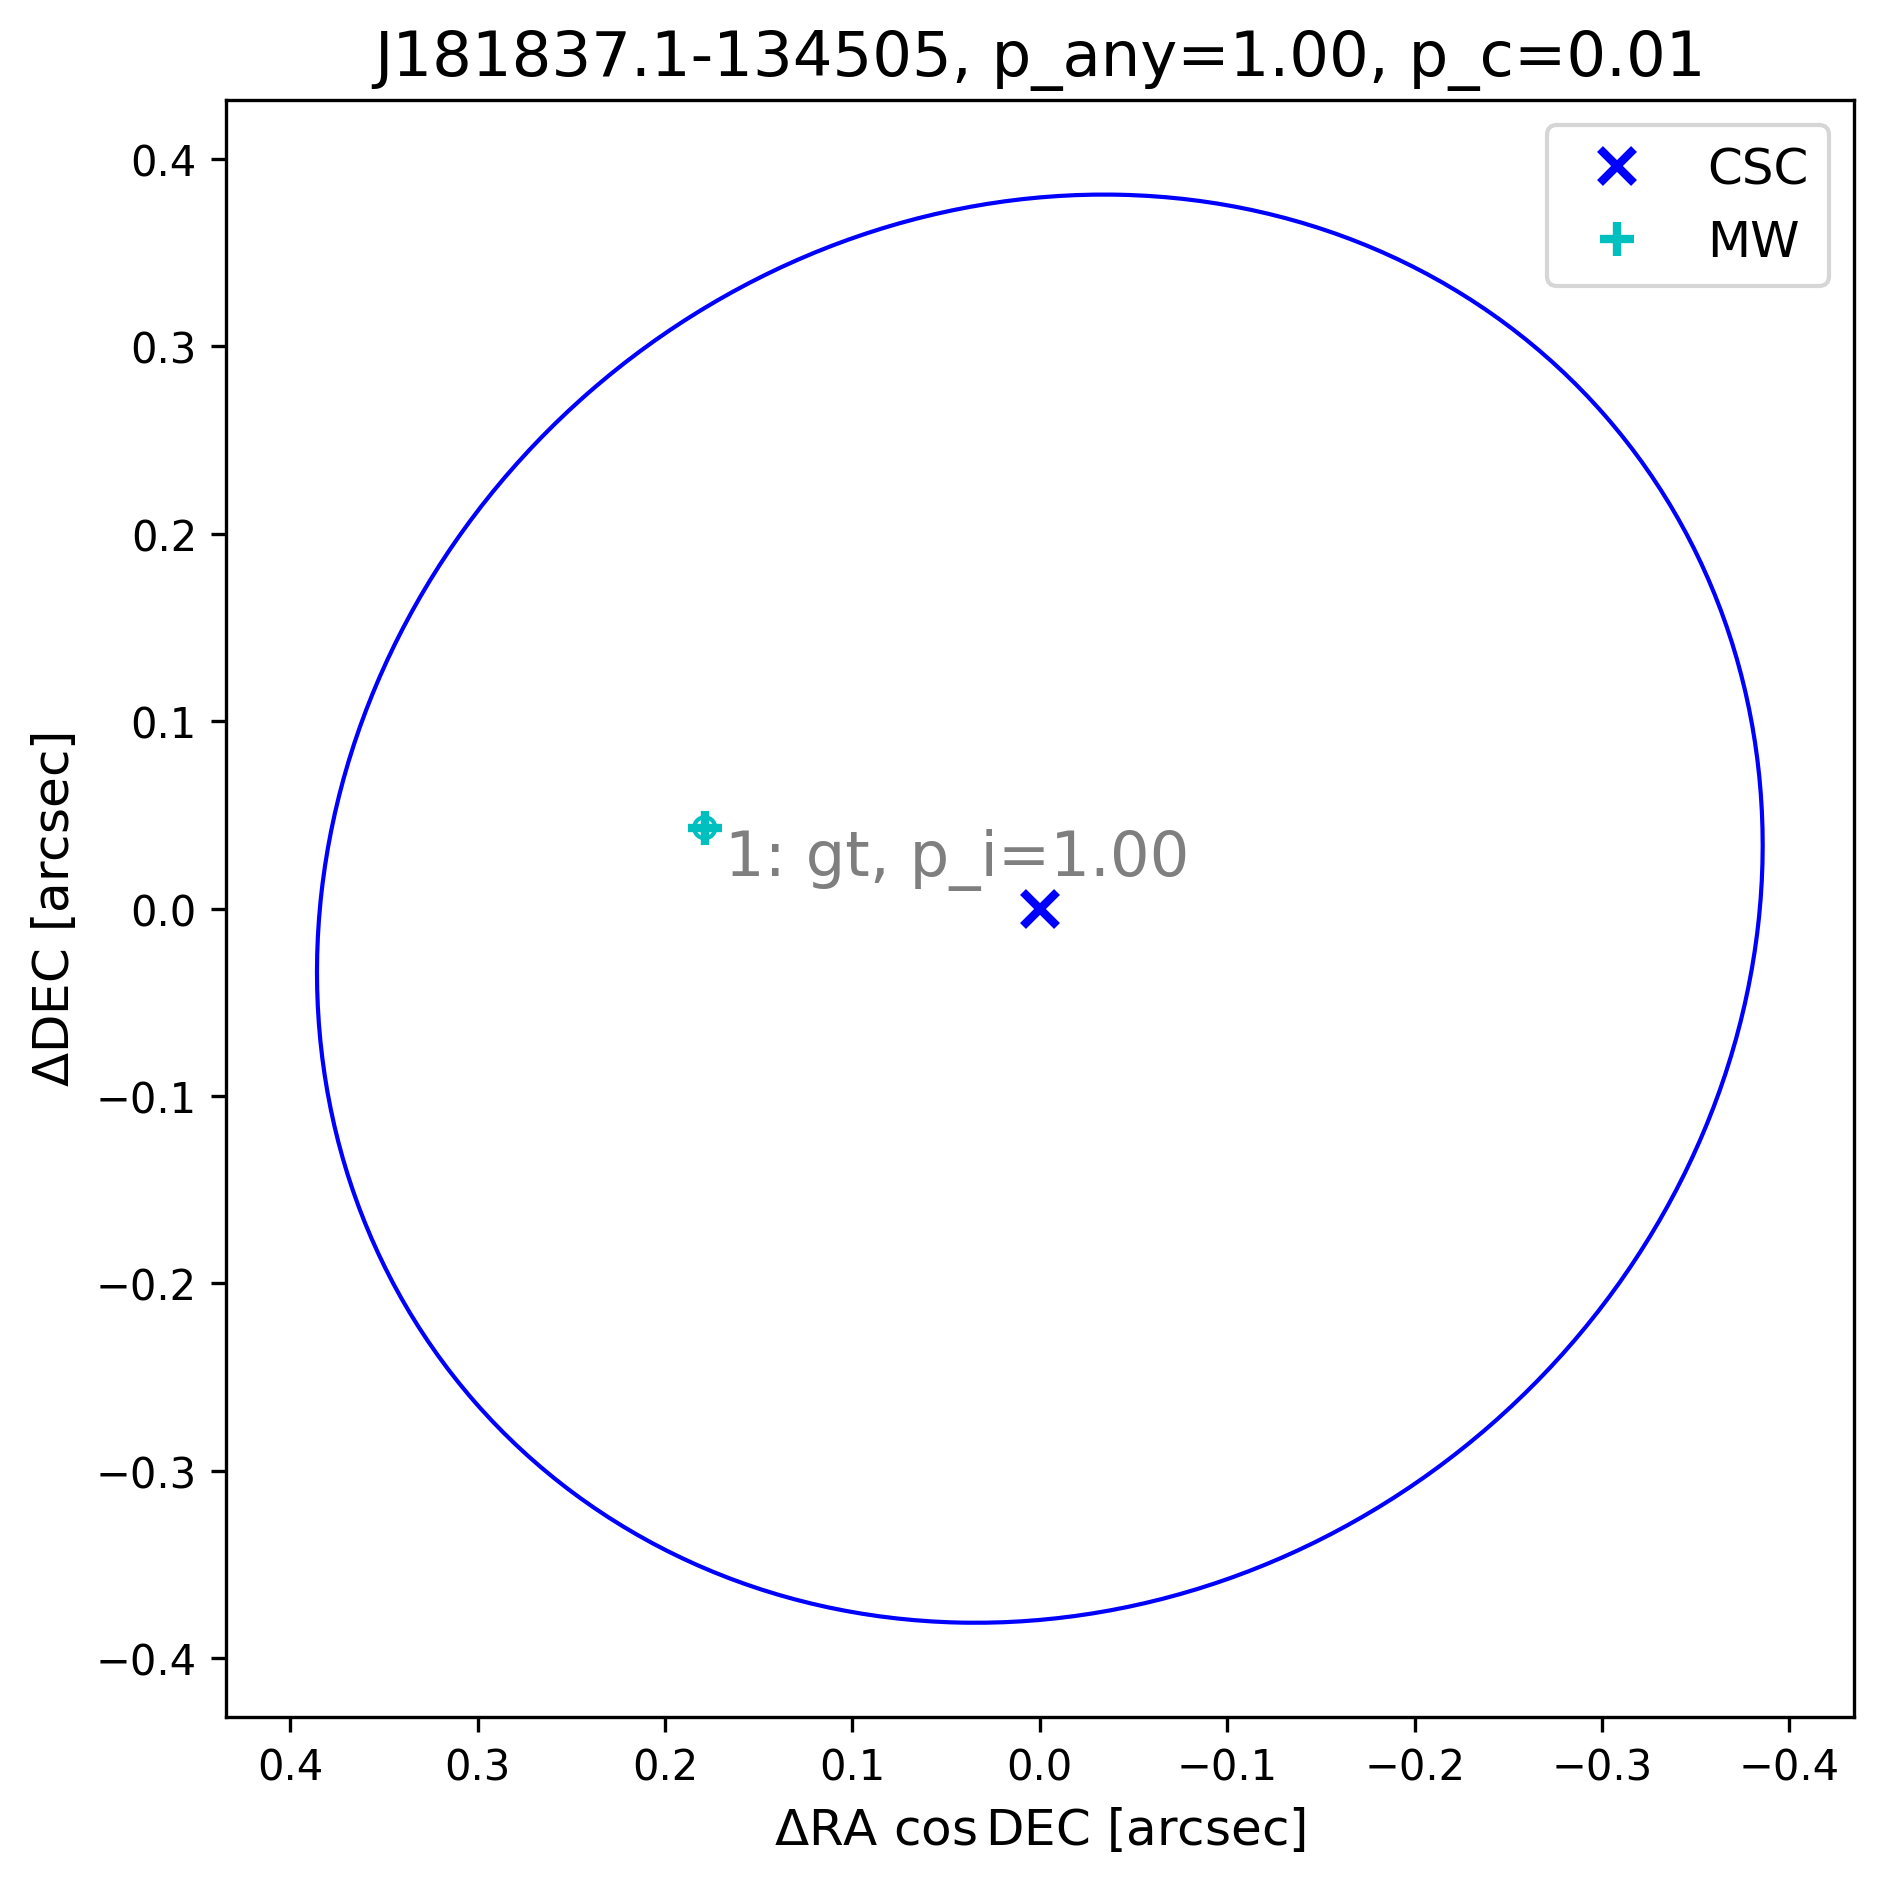 J181837.1-134505, p_any=1.00, p_c=0.01
CSC
MW
0.4
0.3
0.2
0.1
0.0
−0.1
−0.2
−0.3
−0.4
ΔDEC [arcsec]
1: gt, p_i=1.00
0.4 0.3 0.2 0.1 0.0 −0.1 −0.2 −0.3 −0.4
ΔRA cos DEC [arcsec]